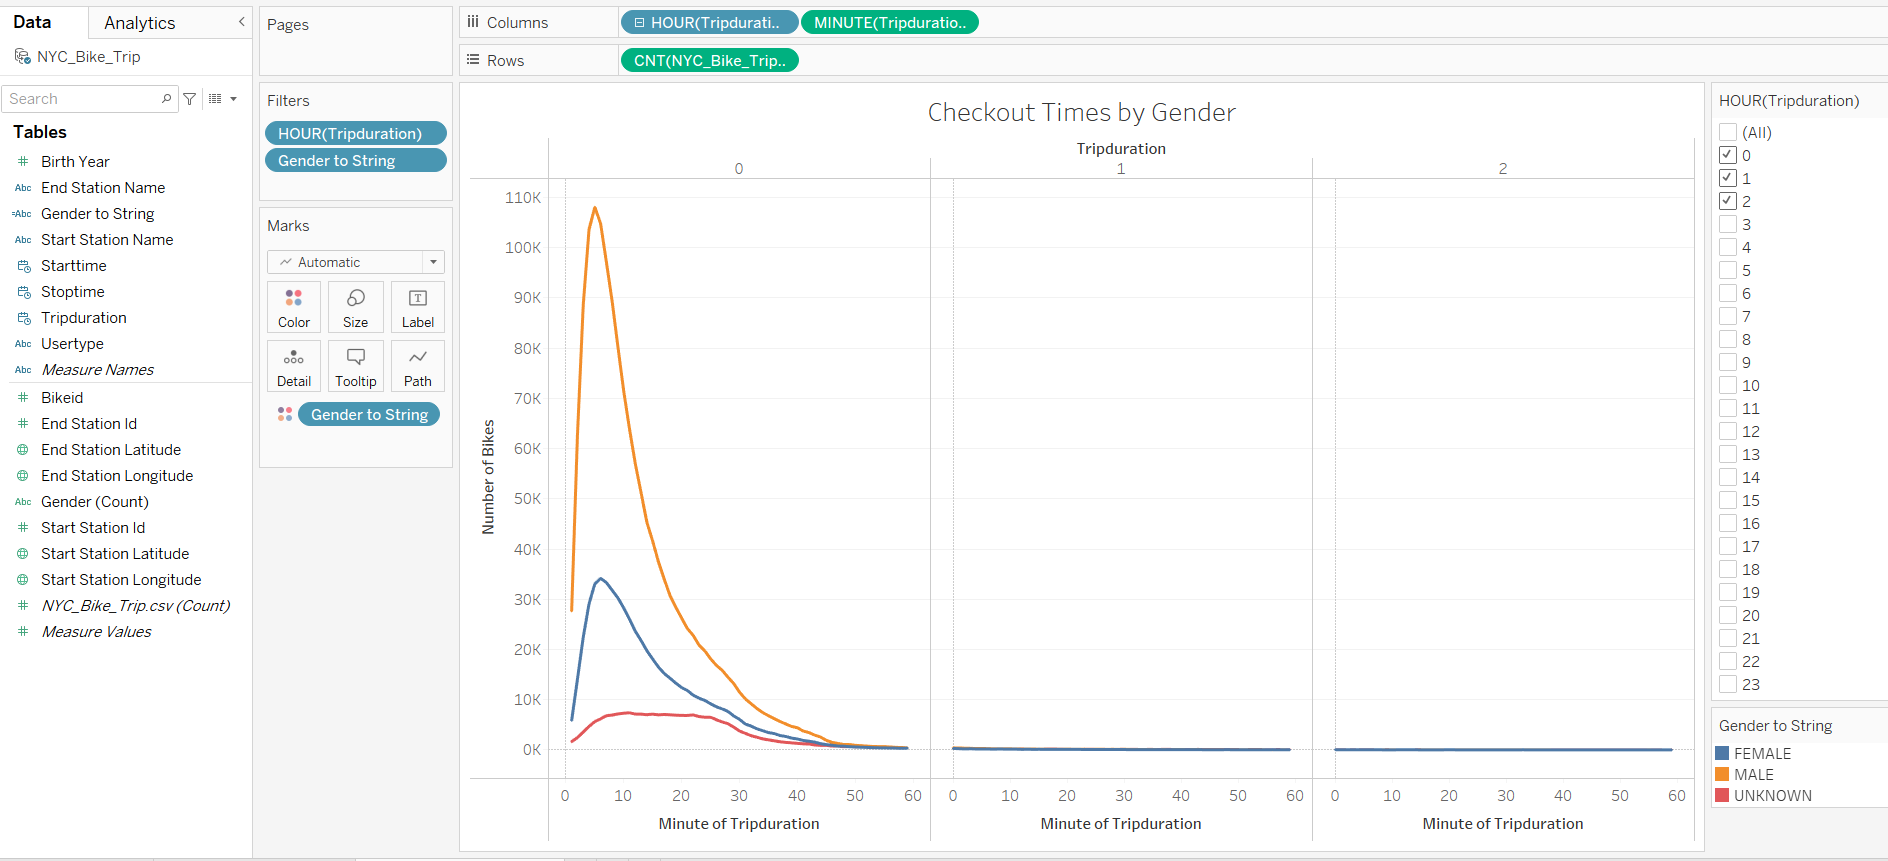 Data
Analytics
NYC_Bike_Trip
Search
Tables
Birth Year
Abc End Station Name
=Abc Gender to String
Abc Start Station Name
Starttime
Stoptime
Tripduration
Abc Usertype
Abc Measure Names
Bikeid
End Station Id
End Station Latitude
End Station Longitude
Abc Gender (Count)
Start Station Id
Start Station Latitude
Start Station Longitude
NYC_Bike_Trip.csv (Count)
Measure Values
Pages
Filters
HOUR(Tripduration)
Gender to String
Marks
Automatic
Color Size Label
Detail Tooltip Path
Gender to String
Columns HOUR(Tripdurati.. MINUTE(Tripduratio..
Rows CNT(NYC_Bike_Trip..
Checkout Times by Gender
Tripduration
0 1 2
110K
100K
90K
80K
70K
60K
50K
40K
30K
20K
10K
0K
Number of Bikes
0 10 20 30 40 50 60 0 10 20 30 40 50 60 0 10 20 30 40 50 60
Minute of Tripduration Minute of Tripduration Minute of Tripduration
HOUR(Tripduration)
(All)
0
1
2
3
4
5
6
7
8
9
10
11
12
13
14
15
16
17
18
19
20
21
22
23
Gender to String
FEMALE
MALE
UNKNOWN